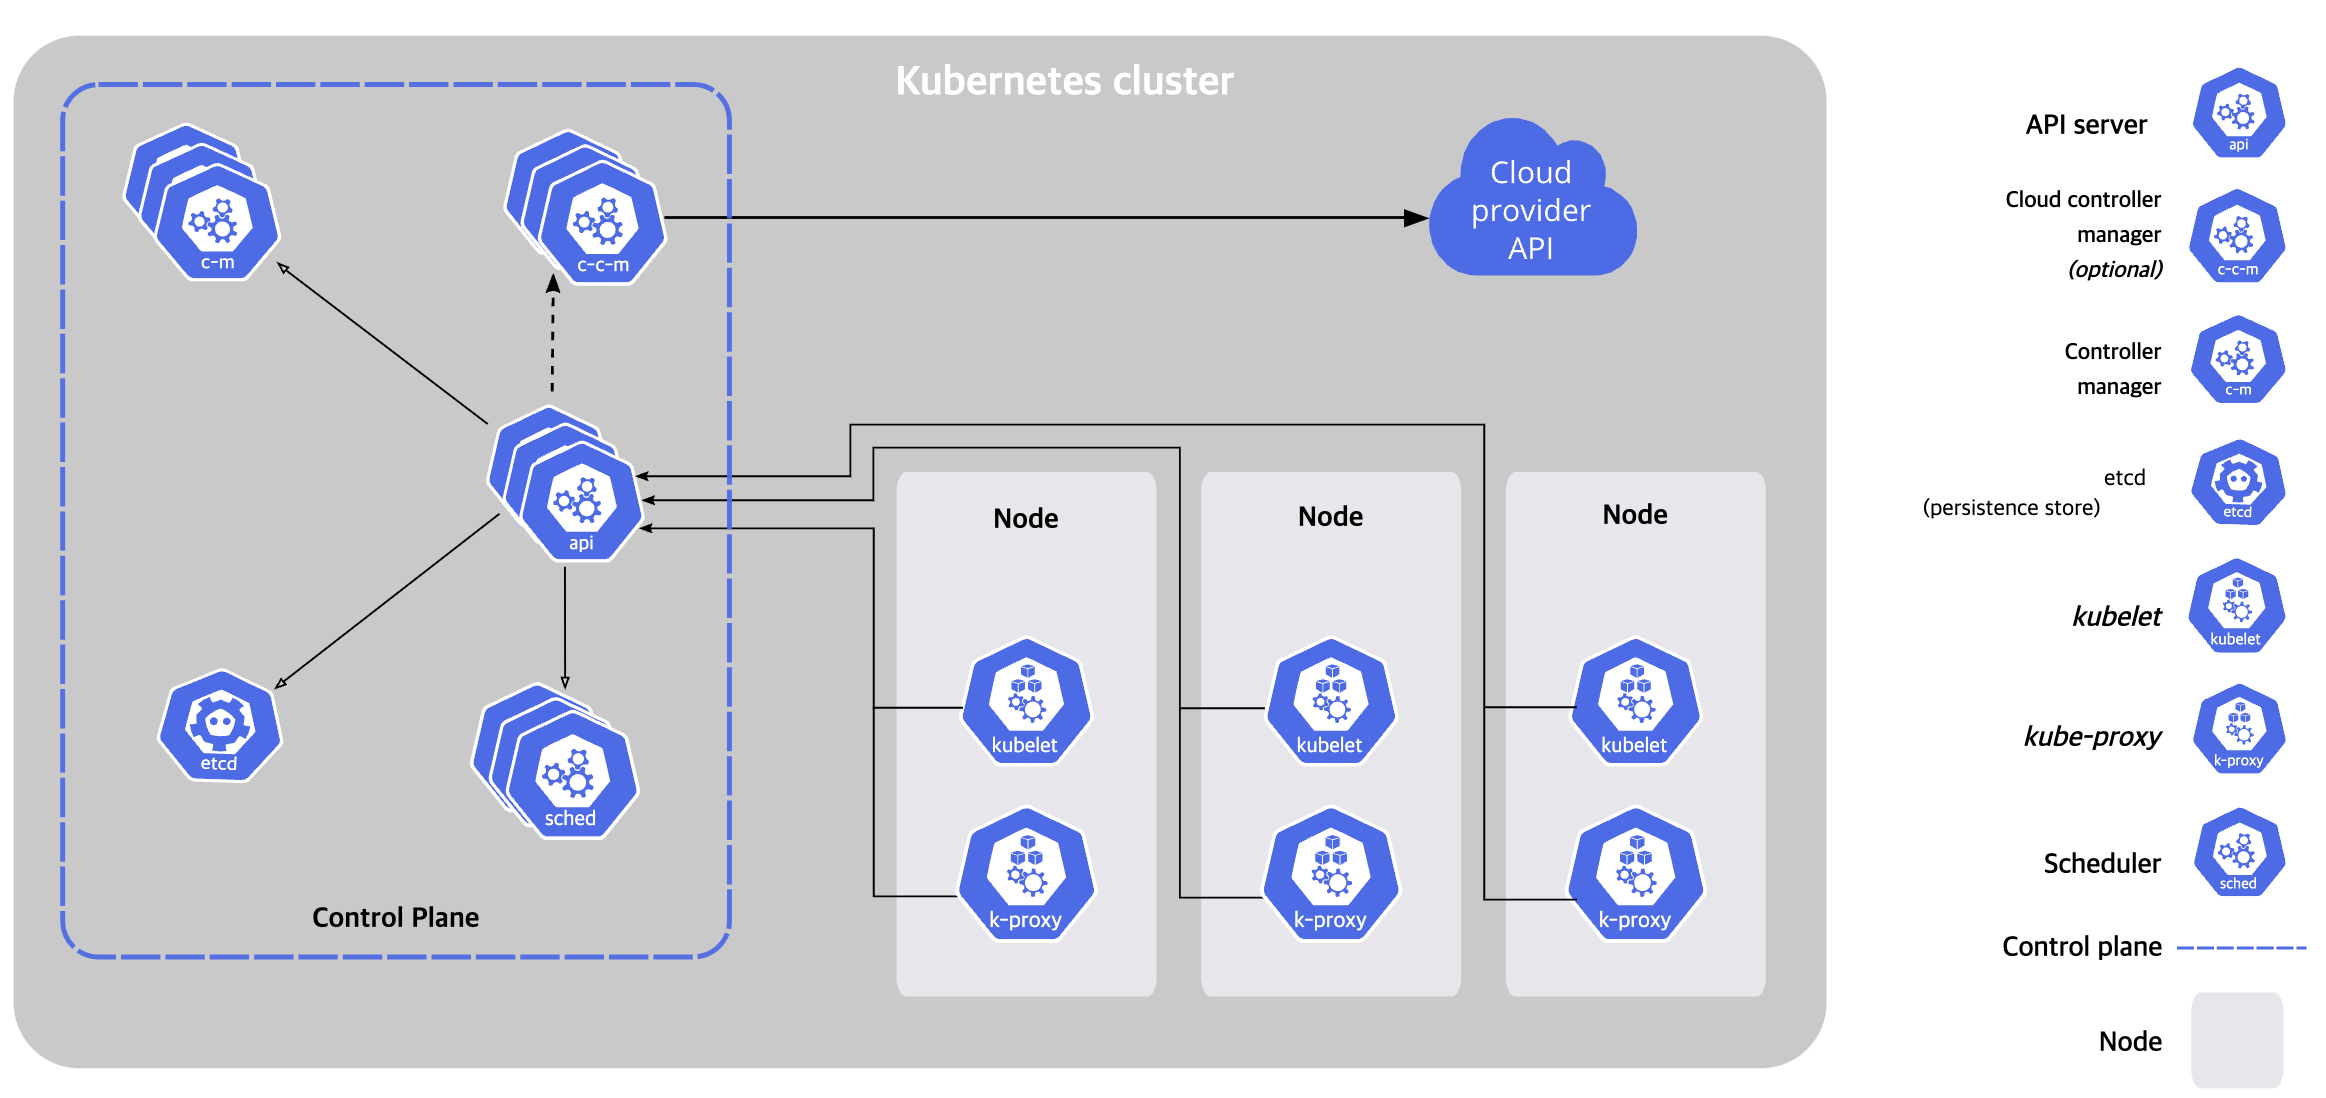 Kubernetes cluster
c-m
c-c-m
Cloud
provider
API
api
etcd
sched
Control Plane
Node
kubelet
k-proxy
Node
kubelet
k-proxy
Node
kubelet
k-proxy
API server
api
Cloud controller
manager
(optional)
c-c-m
Controller
manager
c-m
etcd
(persistence store)
etcd
kubelet
kubelet
kube-proxy
k-proxy
Scheduler
sched
Control plane
Node